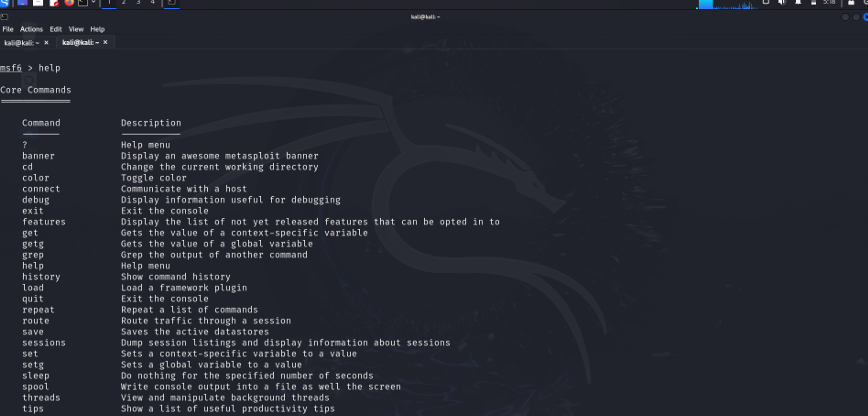 1 2 3 4
5:18
kali@kali: ~
File Actions Edit View Help
kali@kali: ~ × kali@kali: ~ ×
msf6 > help
Core Commands
=============
Command Description
------- -----------
? Help menu
banner Display an awesome metasploit banner
cd Change the current working directory
color Toggle color
connect Communicate with a host
debug Display information useful for debugging
exit Exit the console
features Display the list of not yet released features that can be opted in to
get Gets the value of a context-specific variable
getg Gets the value of a global variable
grep Grep the output of another command
help Help menu
history Show command history
load Load a framework plugin
quit Exit the console
repeat Repeat a list of commands
route Route traffic through a session
save Saves the active datastores
sessions Dump session listings and display information about sessions
set Sets a context-specific variable to a value
setg Sets a global variable to a value
sleep Do nothing for the specified number of seconds
spool Write console output into a file as well the screen
threads View and manipulate background threads
tips Show a list of useful productivity tips